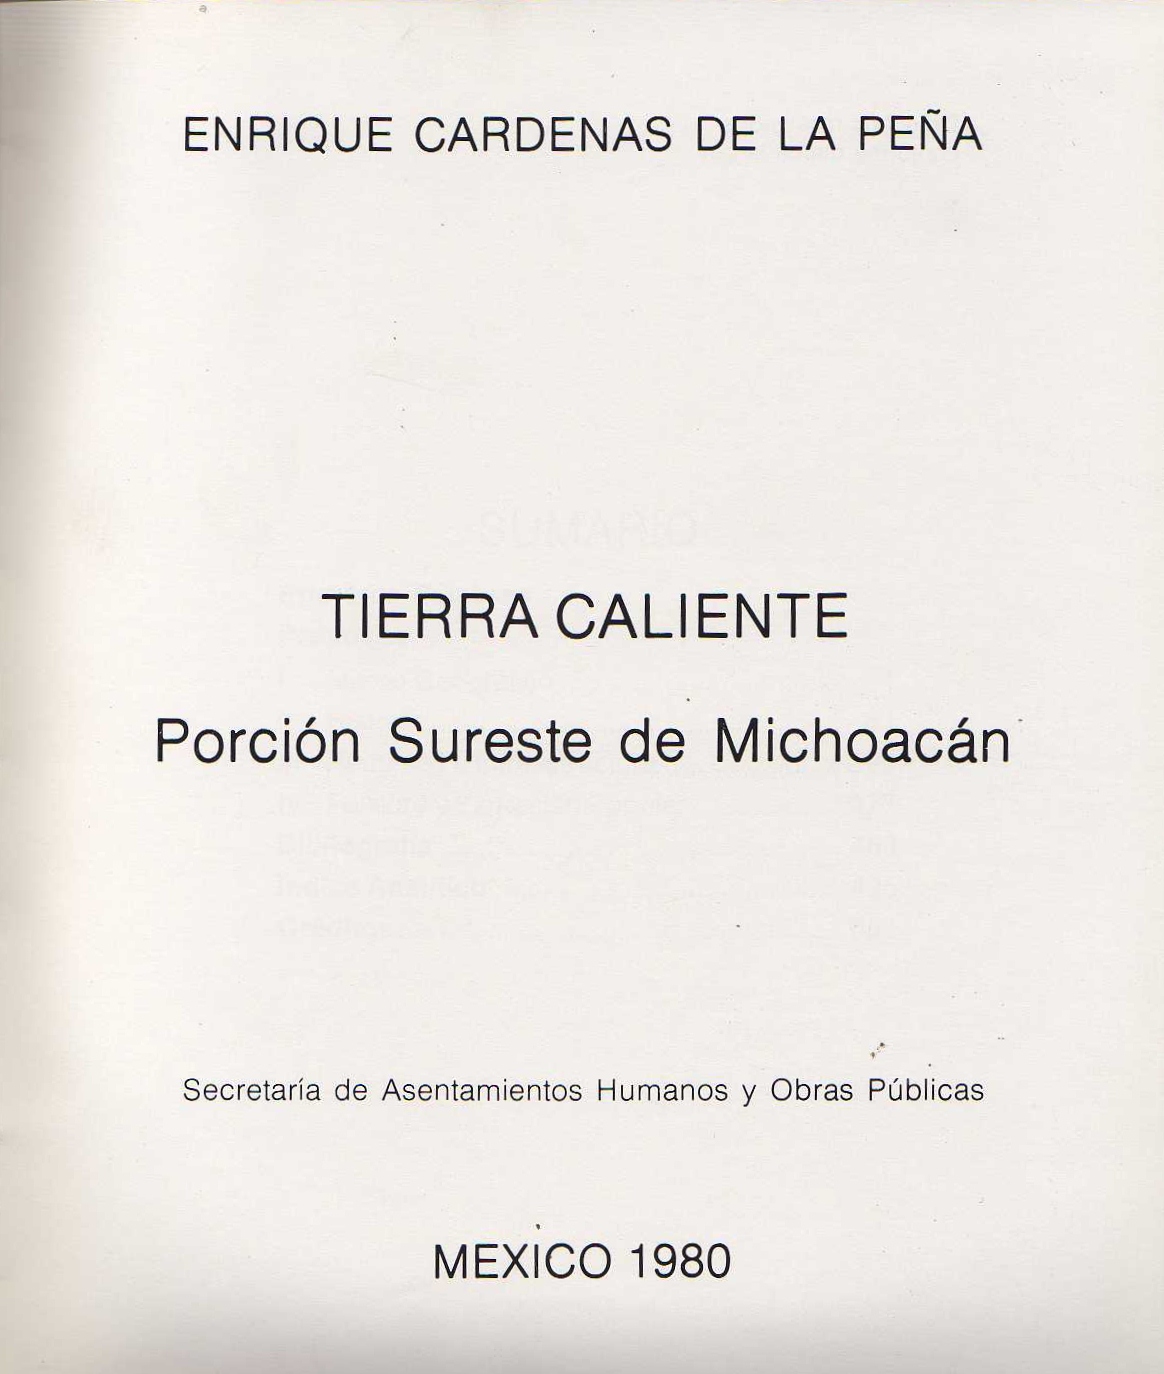 ENRIQUE CARDENAS DE LA PEÑA
SUMARIO
TIERRA CALIENTE
Porción Sureste de Michoacán
Secretaría de Asentamientos Humanos y Obras Públicas
MEXICO 1980